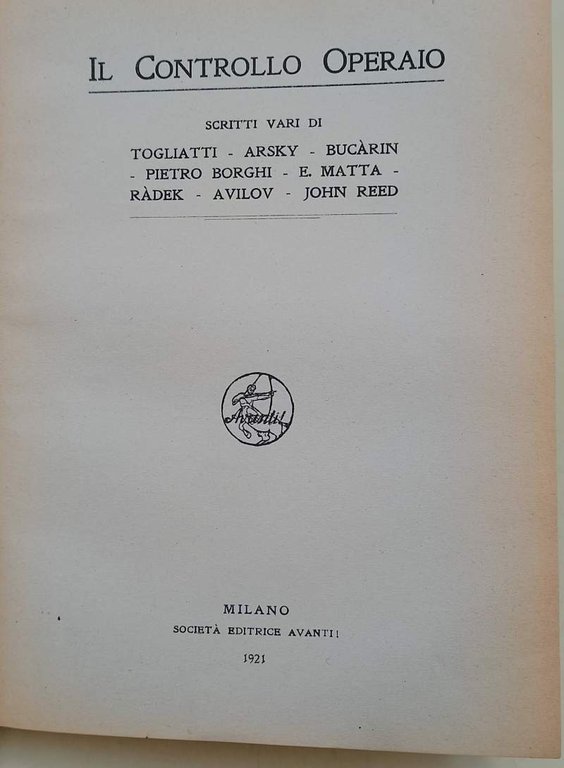 IL CONTROLLO OPERAIO
SCRITTI VARI DI
TOGLIATTI - ARSKY - BUCÀRIN
- PIETRO BORGHI - E. MATTA -
RÀDEK - AVILOV - JOHN REED
Avanti!
MILANO
SOCIETÀ EDITRICE AVANTI!
1921